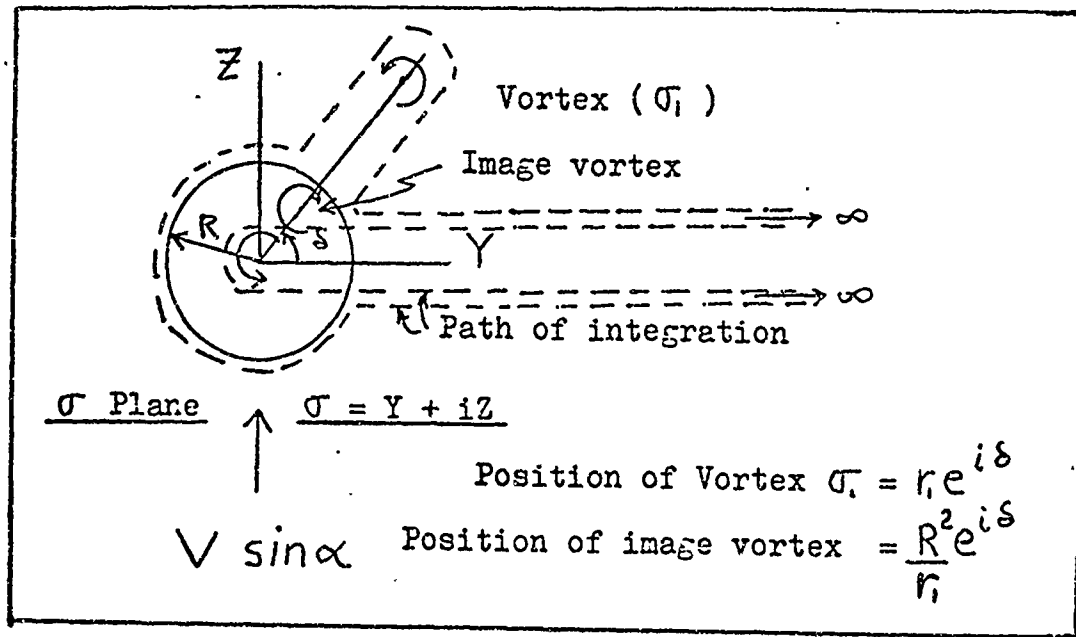 Z
Vortex (σ₁)
Image vortex
R
δ
Y
∞
∞
Path of integration
σ Plane
σ = Y + iZ
Position of Vortex σ₁ = r₁e^{iδ}
V sinα
Position of image vortex = R²/r₁ e^{iδ}